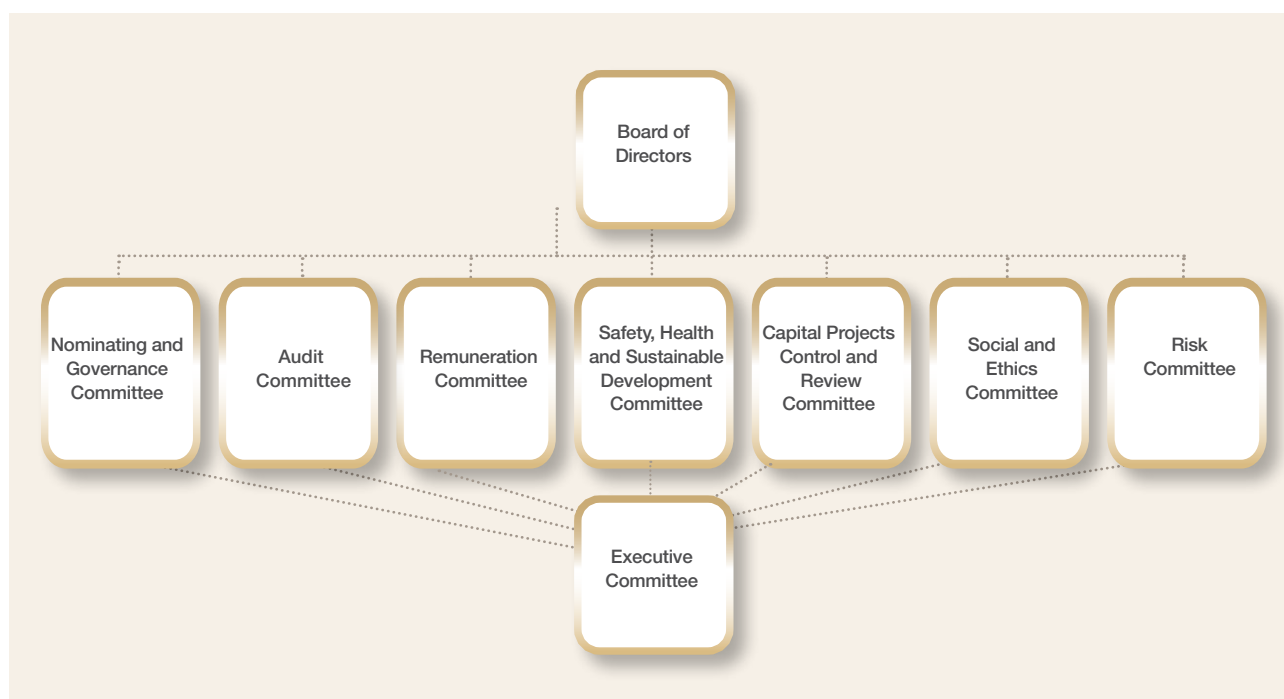 Board of
Directors
Nominating and
Governance
Committee
Audit
Committee
Remuneration
Committee
Safety, Health
and Sustainable
Development
Committee
Capital Projects
Control and
Review
Committee
Social and
Ethics
Committee
Risk
Committee
Executive
Committee